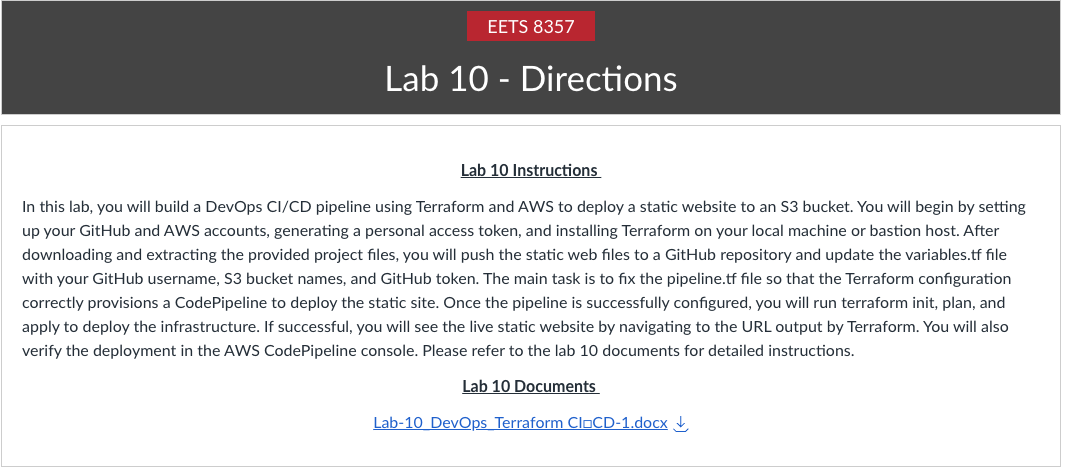 EETS 8357
Lab 10 - Directions
Lab 10 Instructions
In this lab, you will build a DevOps CI/CD pipeline using Terraform and AWS to deploy a static website to an S3 bucket. You will begin by setting
up your GitHub and AWS accounts, generating a personal access token, and installing Terraform on your local machine or bastion host. After
downloading and extracting the provided project files, you will push the static web files to a GitHub repository and update the variables.tf file
with your GitHub username, S3 bucket names, and GitHub token. The main task is to fix the pipeline.tf file so that the Terraform configuration
correctly provisions a CodePipeline to deploy the static site. Once the pipeline is successfully configured, you will run terraform init, plan, and
apply to deploy the infrastructure. If successful, you will see the live static website by navigating to the URL output by Terraform. You will also
verify the deployment in the AWS CodePipeline console. Please refer to the lab 10 documents for detailed instructions.
Lab 10 Documents
Lab-10_DevOps_Terraform CI□CD-1.docx